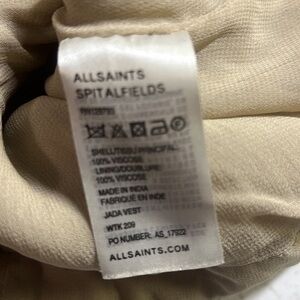 ALLSAINTS
SPITALFIELDS
SHELL/TISSU PRINCIPAL
100% VISCOSE
LINING/DOUBLURE:
100% VISCOSE
MADE IN INDIA
FABRIQUÉ EN INDE
JADA VEST
WTK 209
PO NUMBER: AS_17922
ALLSAINTS.COM